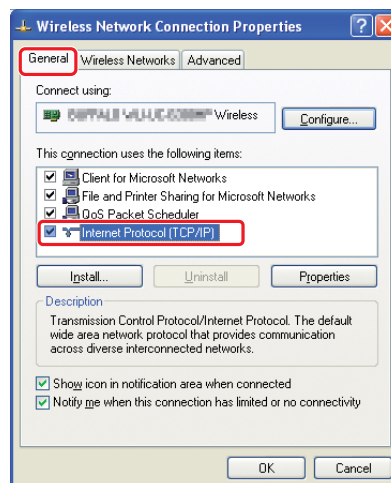 Wireless Network Connection Properties
General Wireless Networks Advanced
Connect using:
Wireless
Configure...
This connection uses the following items:
Client for Microsoft Networks
File and Printer Sharing for Microsoft Networks
QoS Packet Scheduler
Internet Protocol (TCP/IP)
Install... Uninstall Properties
Description
Transmission Control Protocol/Internet Protocol. The default
wide area network protocol that provides communication
across diverse interconnected networks.
Show icon in notification area when connected
Notify me when this connection has limited or no connectivity
OK Cancel